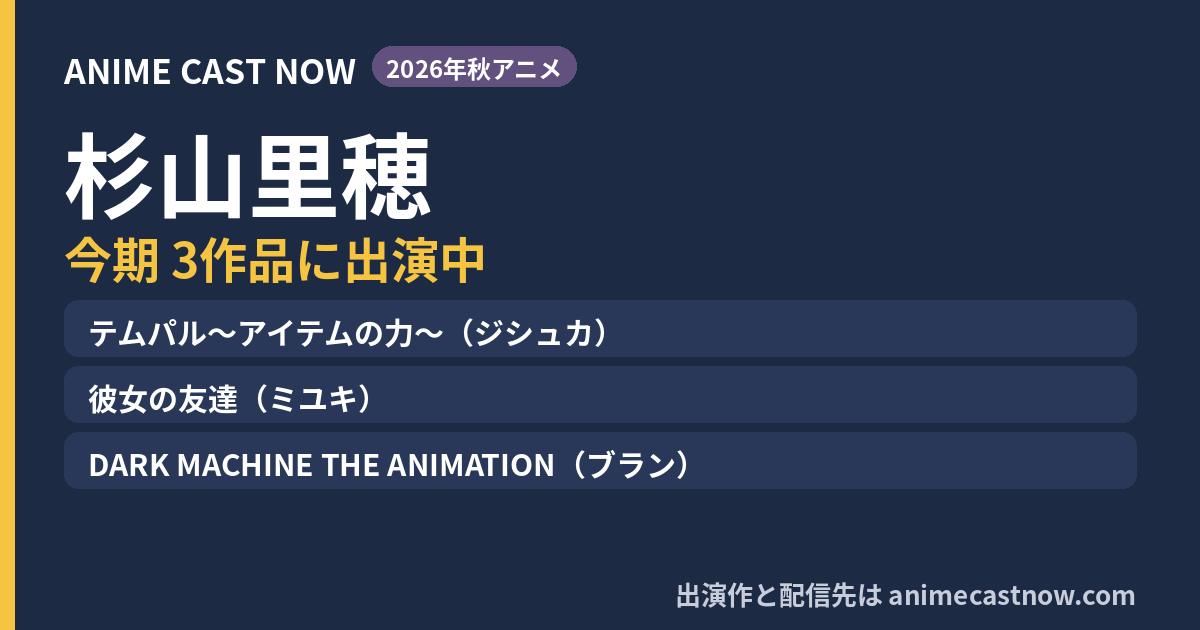 ANIME CAST NOW 2026年秋アニメ
杉山里穂
今期 3作品に出演中
テムパル〜アイテムの力〜（ジシュカ）
彼女の友達（ミユキ）
DARK MACHINE THE ANIMATION（ブラン）
出演作と配信先は animecastnow.com